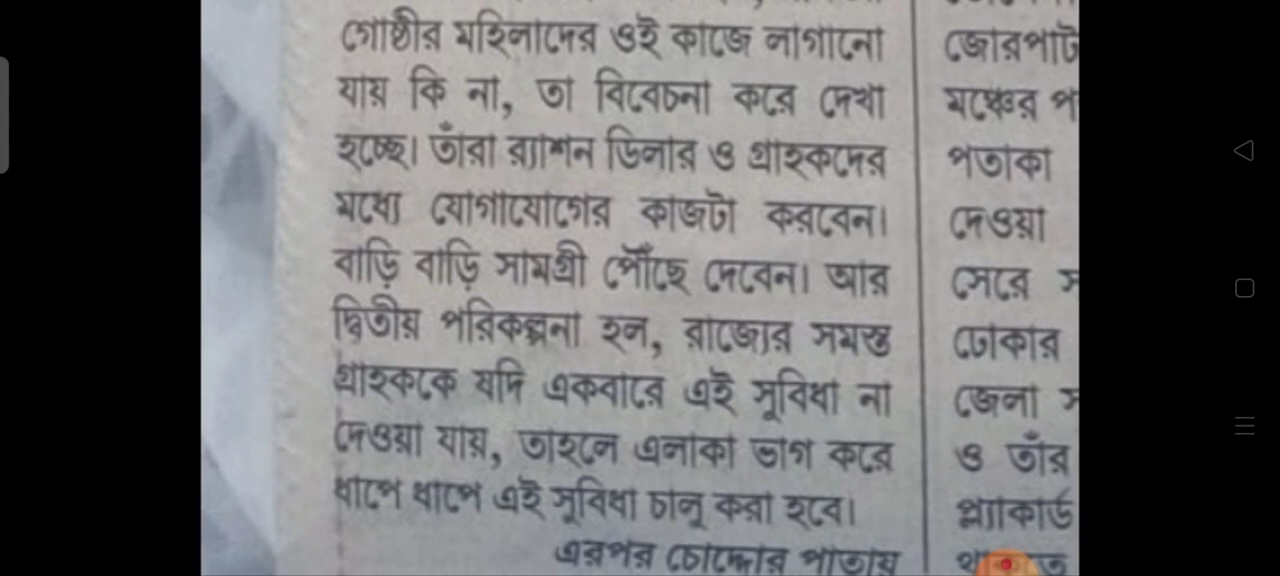 গোষ্ঠীর মহিলাদের ওই কাজে লাগানো
যায় কি না, তা বিবেচনা করে দেখা
হচ্ছে। তাঁরা র‍্যাশন ডিলার ও গ্রাহকদের
মধ্যে যোগাযোগের কাজটা করবেন।
বাড়ি বাড়ি সামগ্রী পৌঁছে দেবেন। আর
দ্বিতীয় পরিকল্পনা হল, রাজ্যের সমস্ত
গ্রাহককে যদি একবারে এই সুবিধা না
দেওয়া যায়, তাহলে এলাকা ভাগ করে
ধাপে ধাপে এই সুবিধা চালু করা হবে।
এরপর চোদ্দোর পাতায়
জোরপাট
মঞ্চের প
পতাকা
দেওয়া
সেরে স
ঢোকার
জেলা স
ও তাঁর
প্ল্যাকার্ড